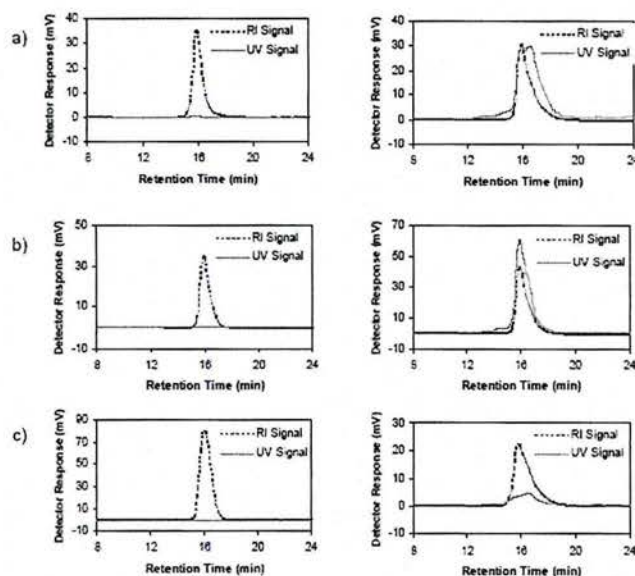 a)
Detector Response (mV)
40
30
20
10
0
-10
8
12
16
20
24
Retention Time (min)
RI Signal
UV Signal
Detector Response (mV)
40
30
20
10
0
-10
8
12
16
20
24
Retention Time (min)
RI Signal
UV Signal
b)
Detector Response (mV)
50
30
10
-10
8
12
16
20
24
Retention Time (min)
RI Signal
UV Signal
Detector Response (mV)
70
50
30
10
-10
8
12
16
20
24
Retention Time (min)
RI Signal
UV Signal
c)
Detector Response (mV)
90
70
50
30
10
-10
8
12
16
20
24
Retention Time (min)
RI Signal
UV Signal
Detector Response (mV)
30
20
10
0
-10
8
12
16
20
24
Retention Time (min)
RI Signal
UV Signal